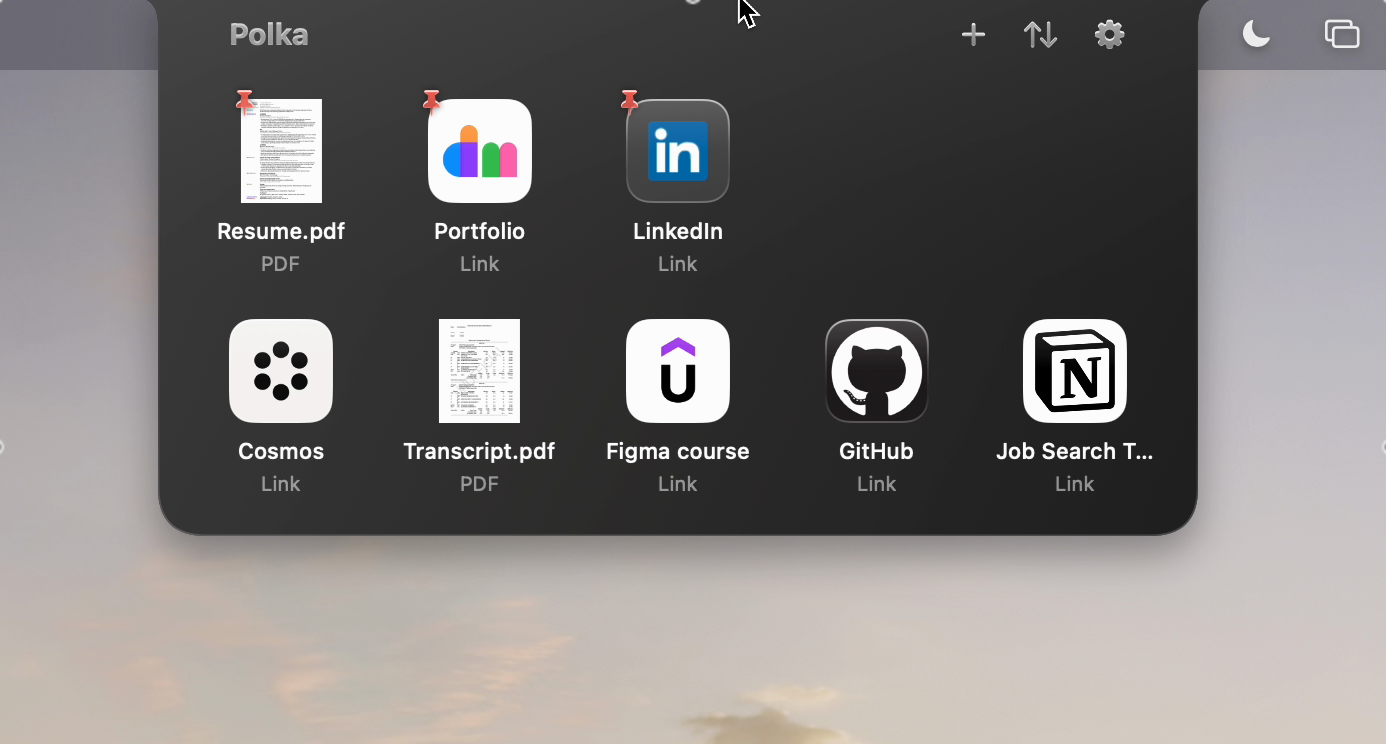 Polka
Resume.pdf
PDF
Portfolio
Link
in
LinkedIn
Link
Cosmos
Link
Transcript.pdf
PDF
Figma course
Link
GitHub
Link
N
Job Search T...
Link